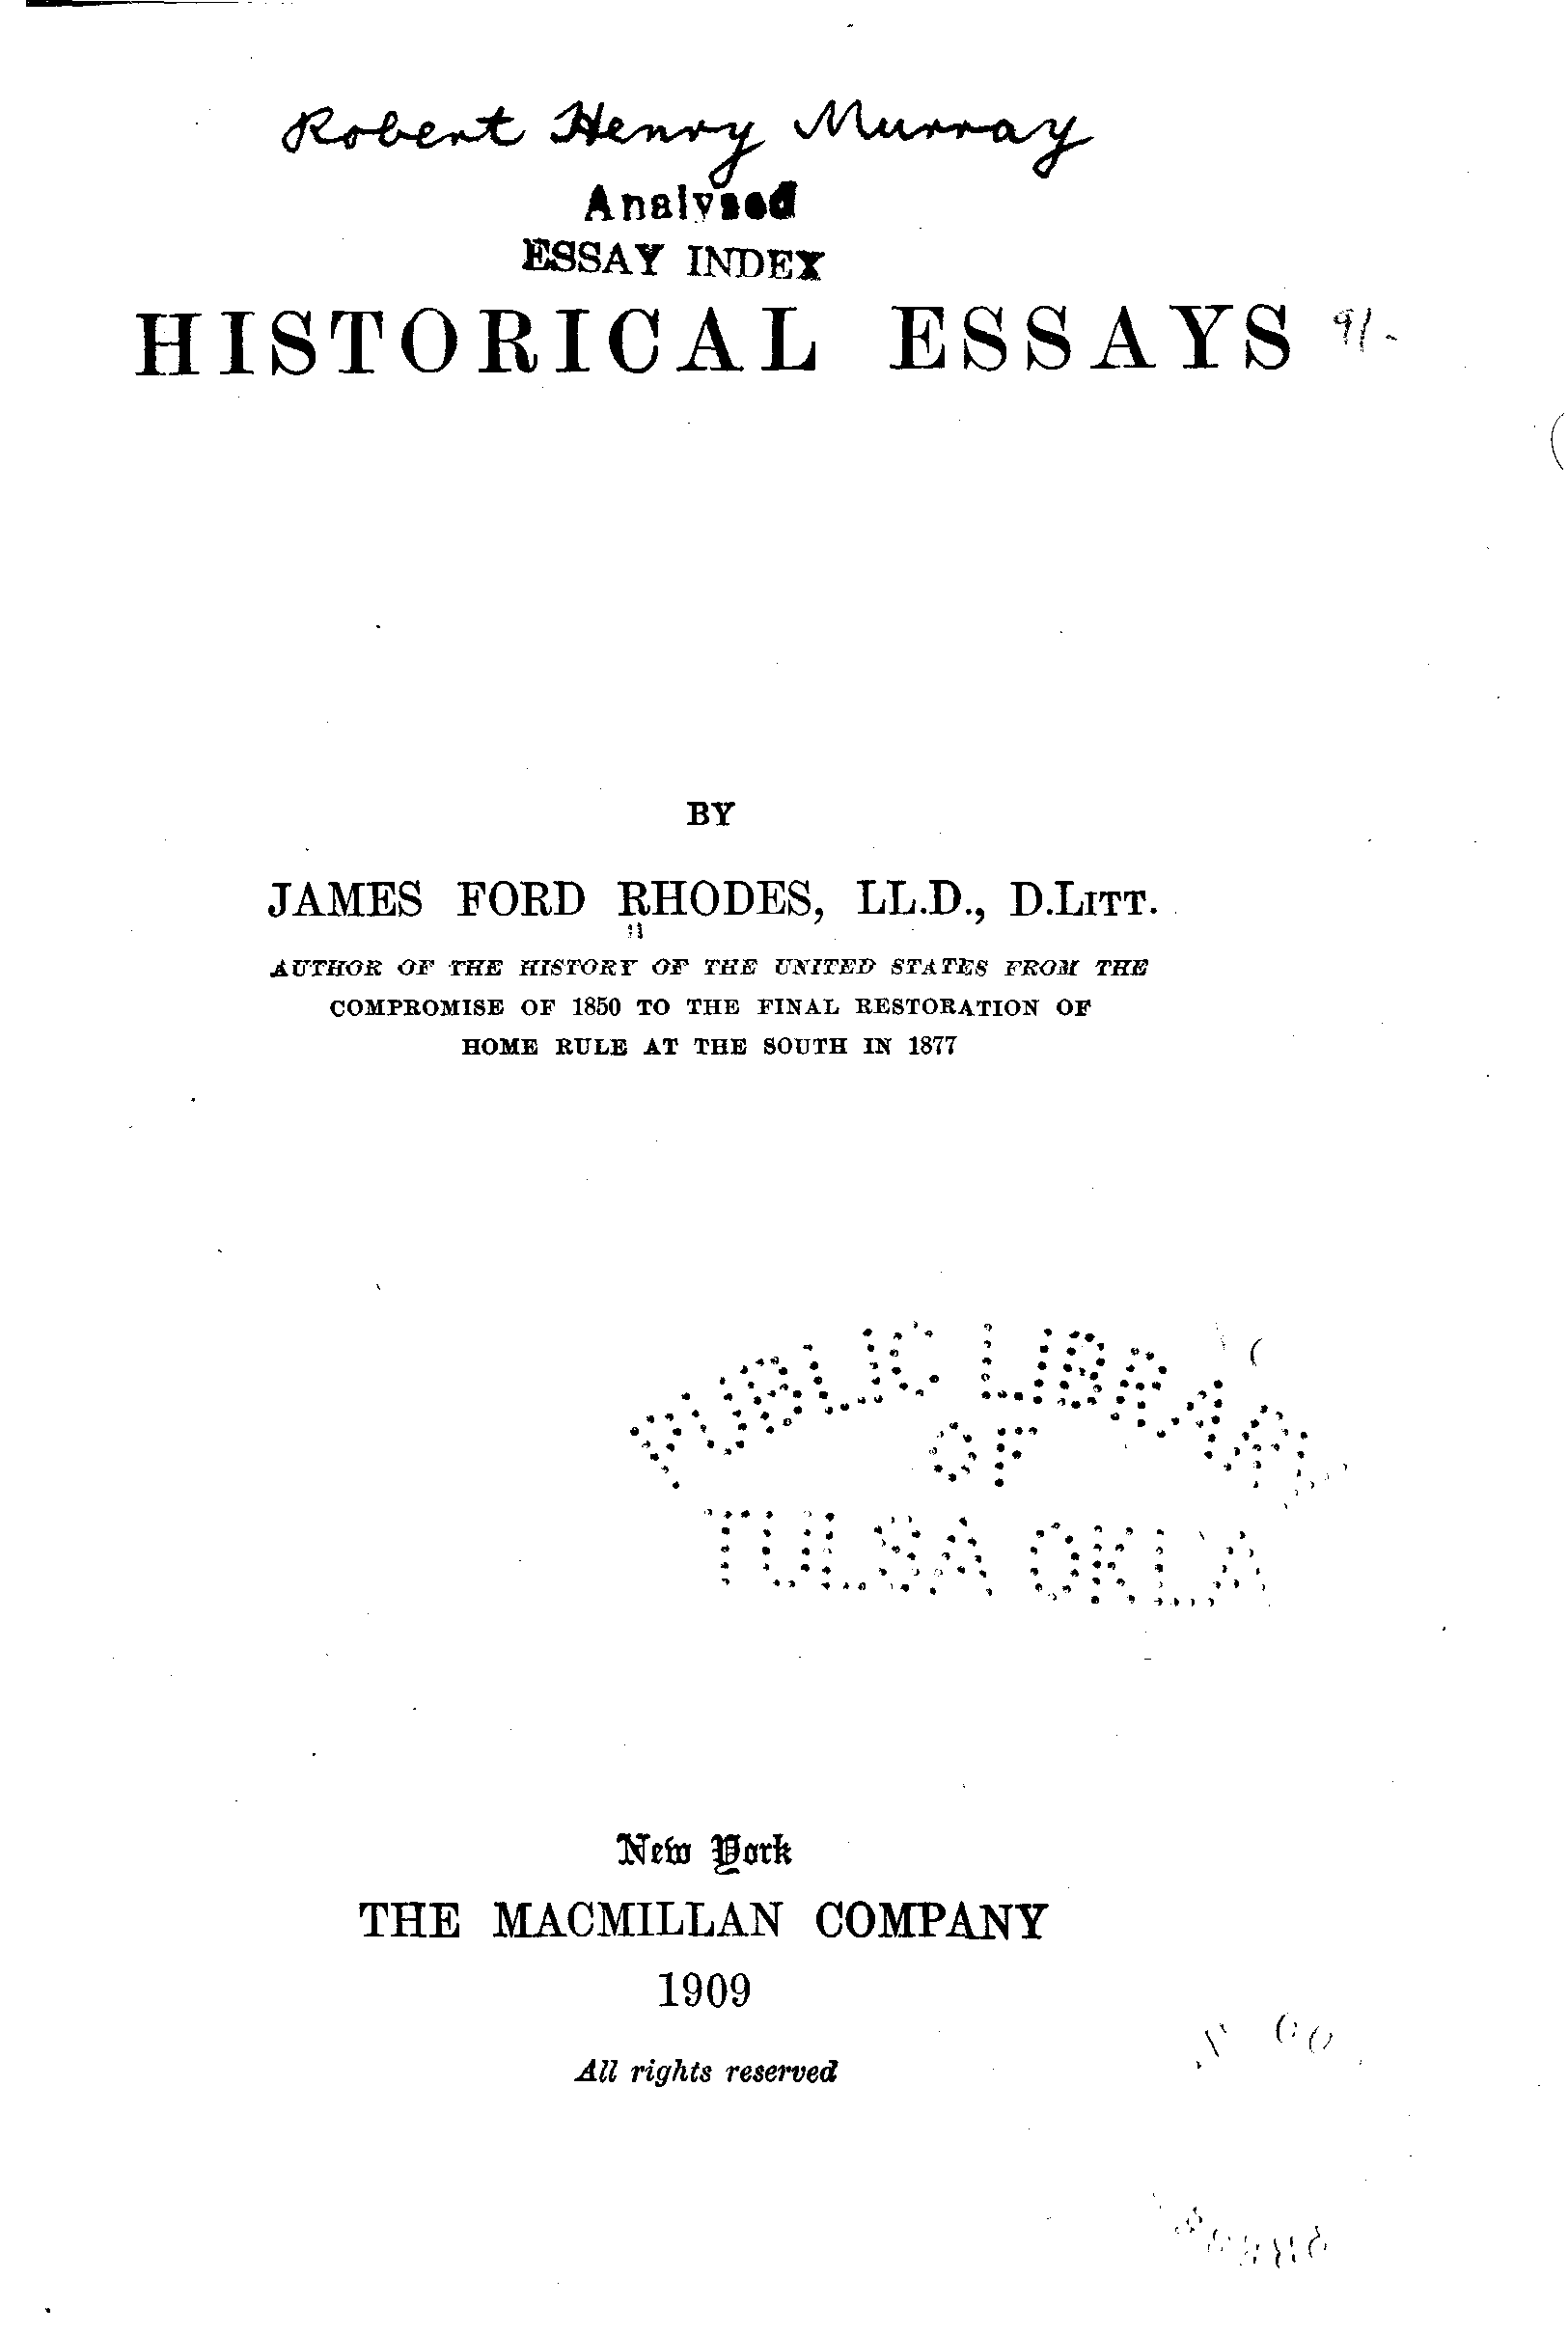 Robert Henry Murray
Analysed
ESSAY INDEX
HISTORICAL ESSAYS 9/-
BY
JAMES FORD RHODES, LL.D., D.LITT.
AUTHOR OF THE HISTORY OF THE UNITED STATES FROM THE
COMPROMISE OF 1850 TO THE FINAL RESTORATION OF
HOME RULE AT THE SOUTH IN 1877
PUBLIC LIBRARY
OF
TULSA OKLA
New York
THE MACMILLAN COMPANY
1909
All rights reserved